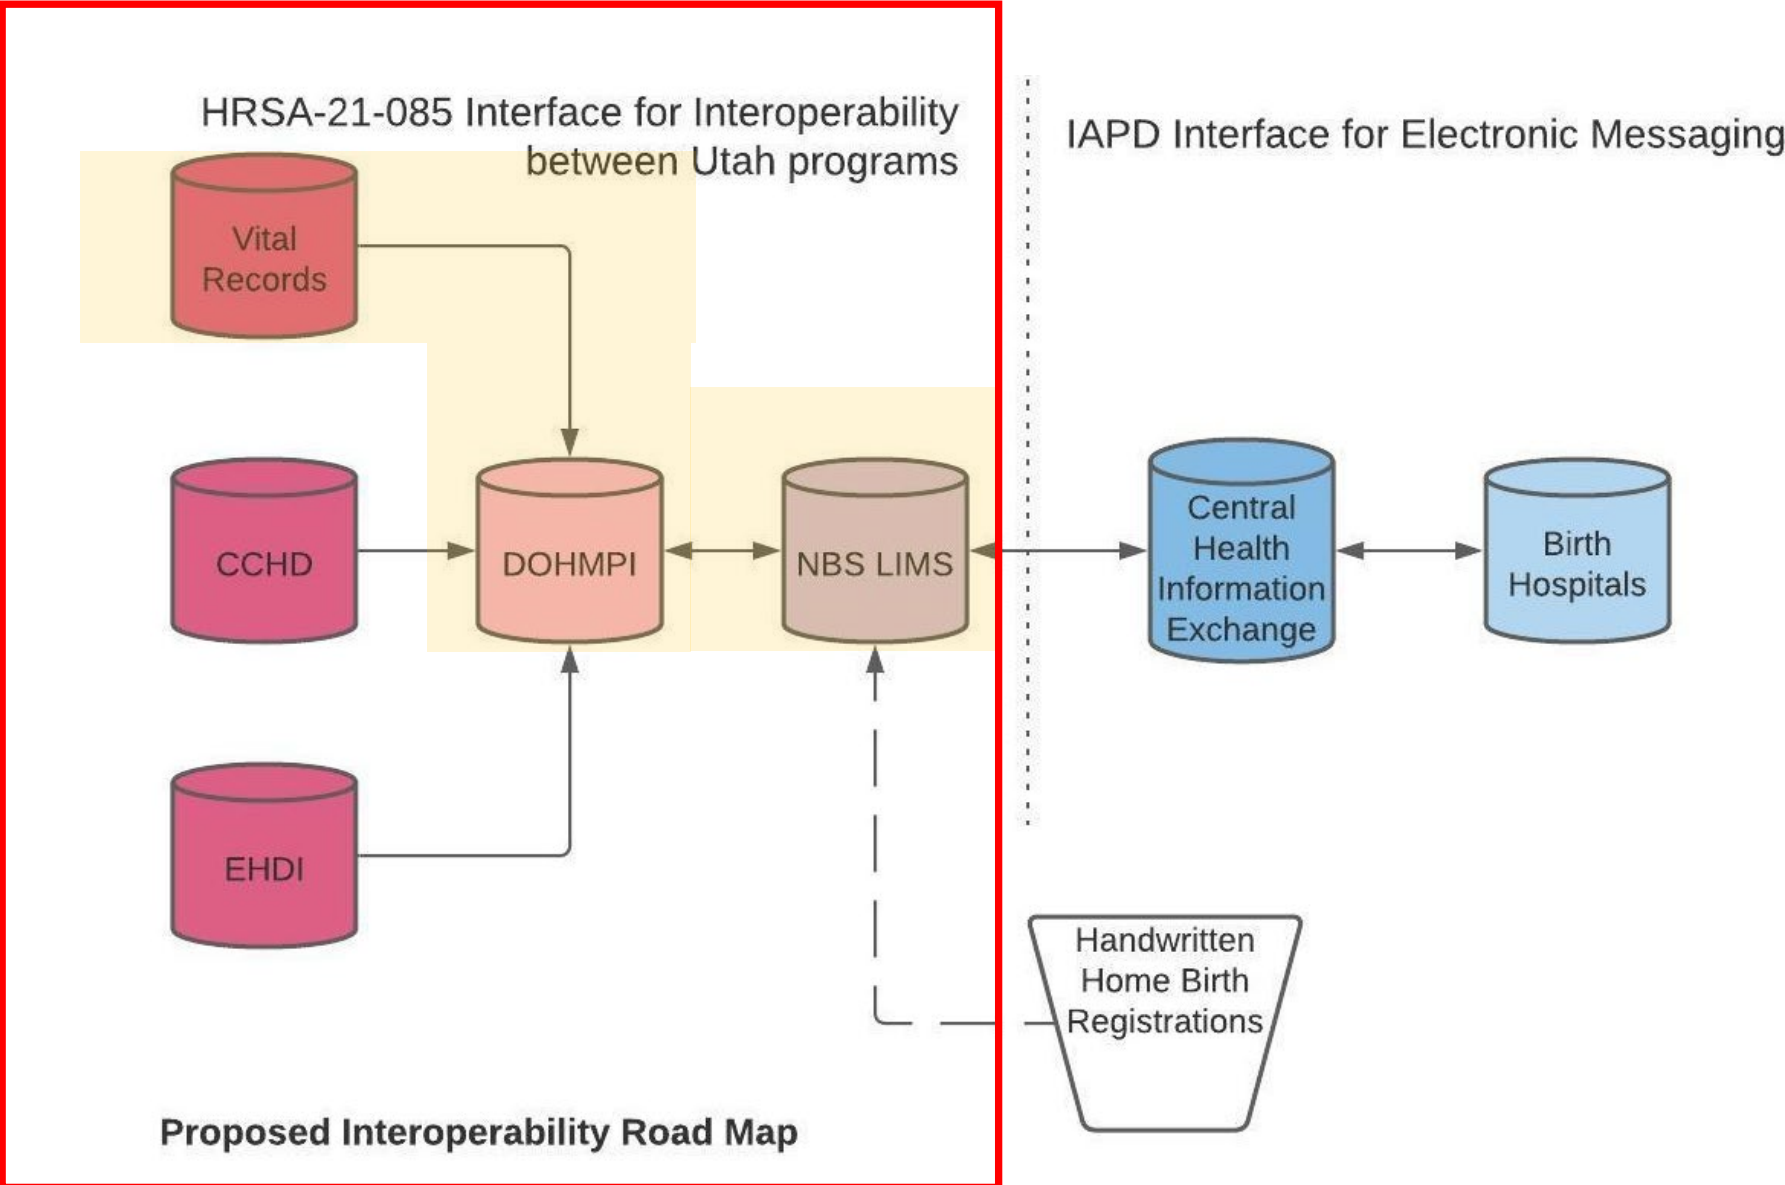 HRSA-21-085 Interface for Interoperability
between Utah programs
IAPD Interface for Electronic Messaging
Vital
Records
CCHD
DOHMPI
NBS LIMS
Central
Health
Information
Exchange
Birth
Hospitals
EHDI
Handwritten
Home Birth
Registrations
Proposed Interoperability Road Map